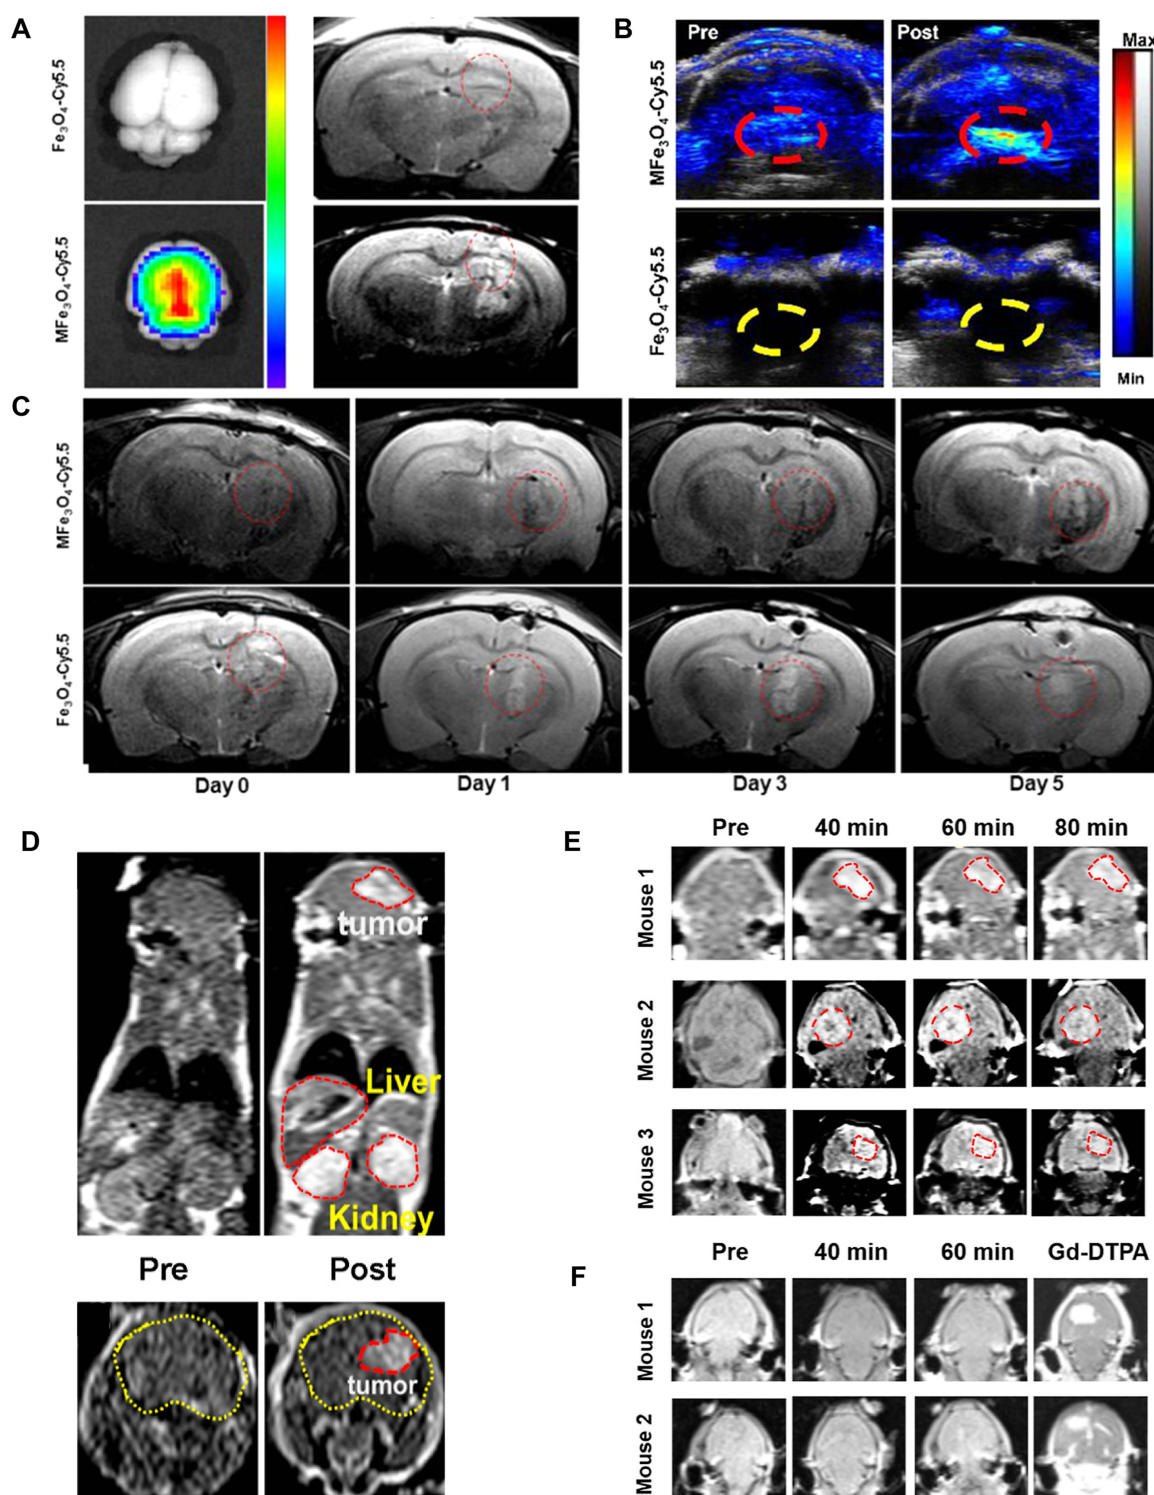 A
Fe3O4-Cy5.5
MFe3O4-Cy5.5
B
MFe3O4-Cy5.5
Fe3O4-Cy5.5
Pre
Post
Max
Min
C
MFe3O4-Cy5.5
Fe3O4-Cy5.5
Day 0
Day 1
Day 3
Day 5
D
tumor
Liver
Kidney
Pre
Post
tumor
E
Pre
40 min
60 min
80 min
Mouse 1
Mouse 2
Mouse 3
F
Pre
40 min
60 min
Gd-DTPA
Mouse 1
Mouse 2